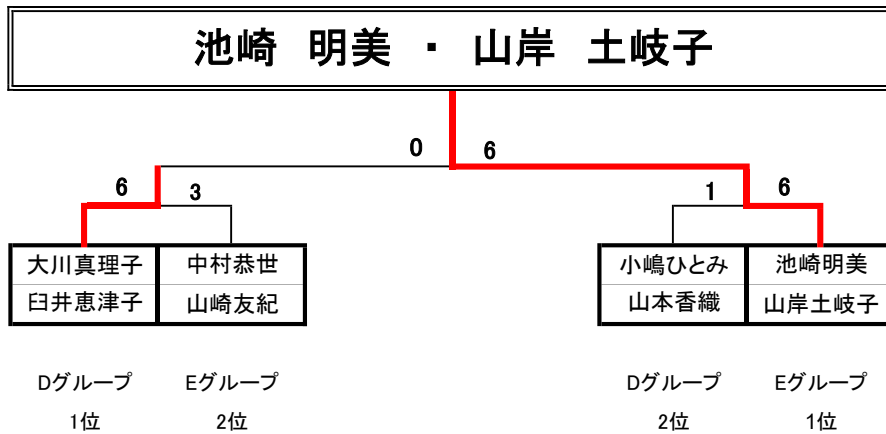 池崎 明美 ・ 山岸 土岐子
0 6
6 3 1 6
大川真理子 中村恭世 小嶋ひとみ 池崎明美
臼井恵津子 山崎友紀 山本香織 山岸土岐子
Dグループ Eグループ Dグループ Eグループ
1位 2位 2位 1位